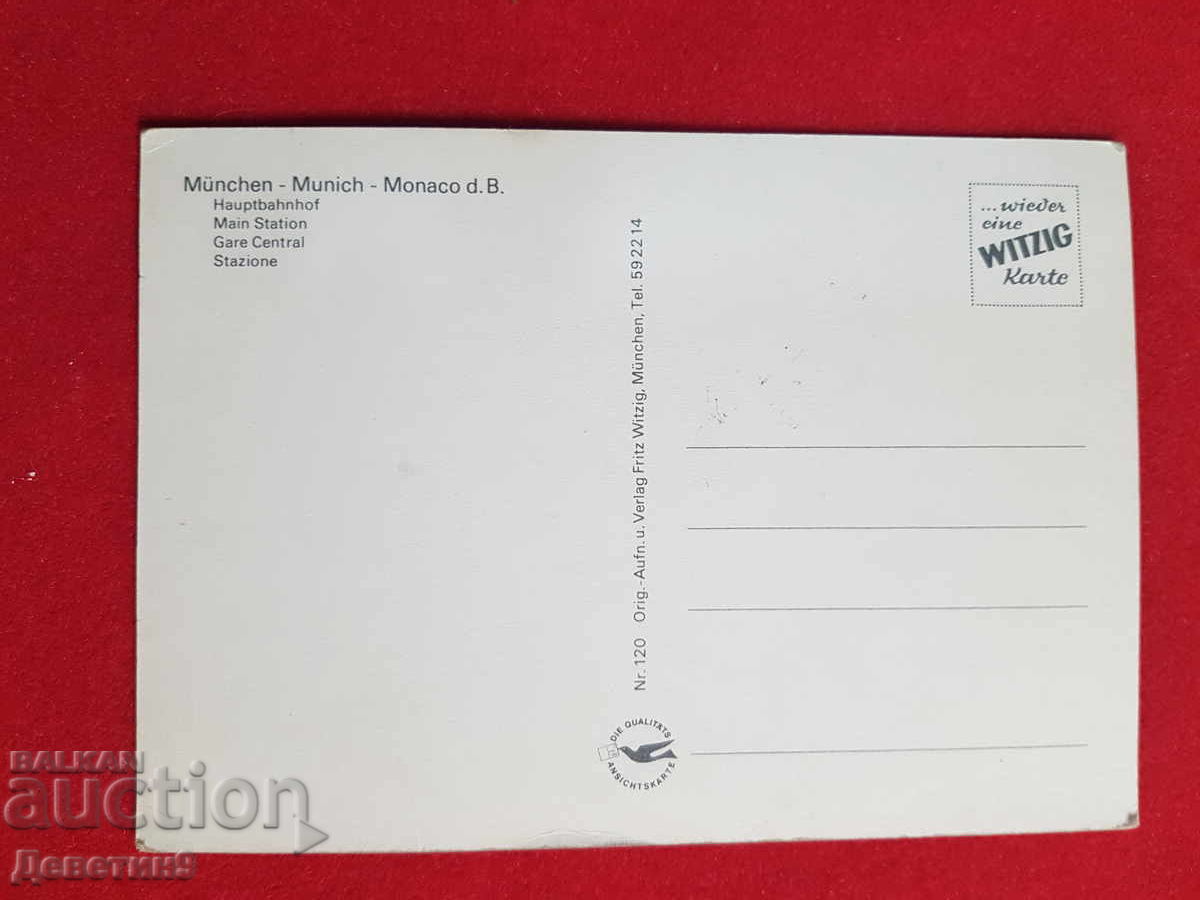 München - Munich - Monaco d. B.
Hauptbahnhof
Main Station
Gare Central
Stazione
...wieder
eine
WITZIG
Karte
Nr. 120 Orig.-Aufn. u. Verlag Fritz Witzig, München, Tel. 59 22 14
DIE QUALITÄTS
ANSICHTSKARTE
BALKAN
auction
Деветин9